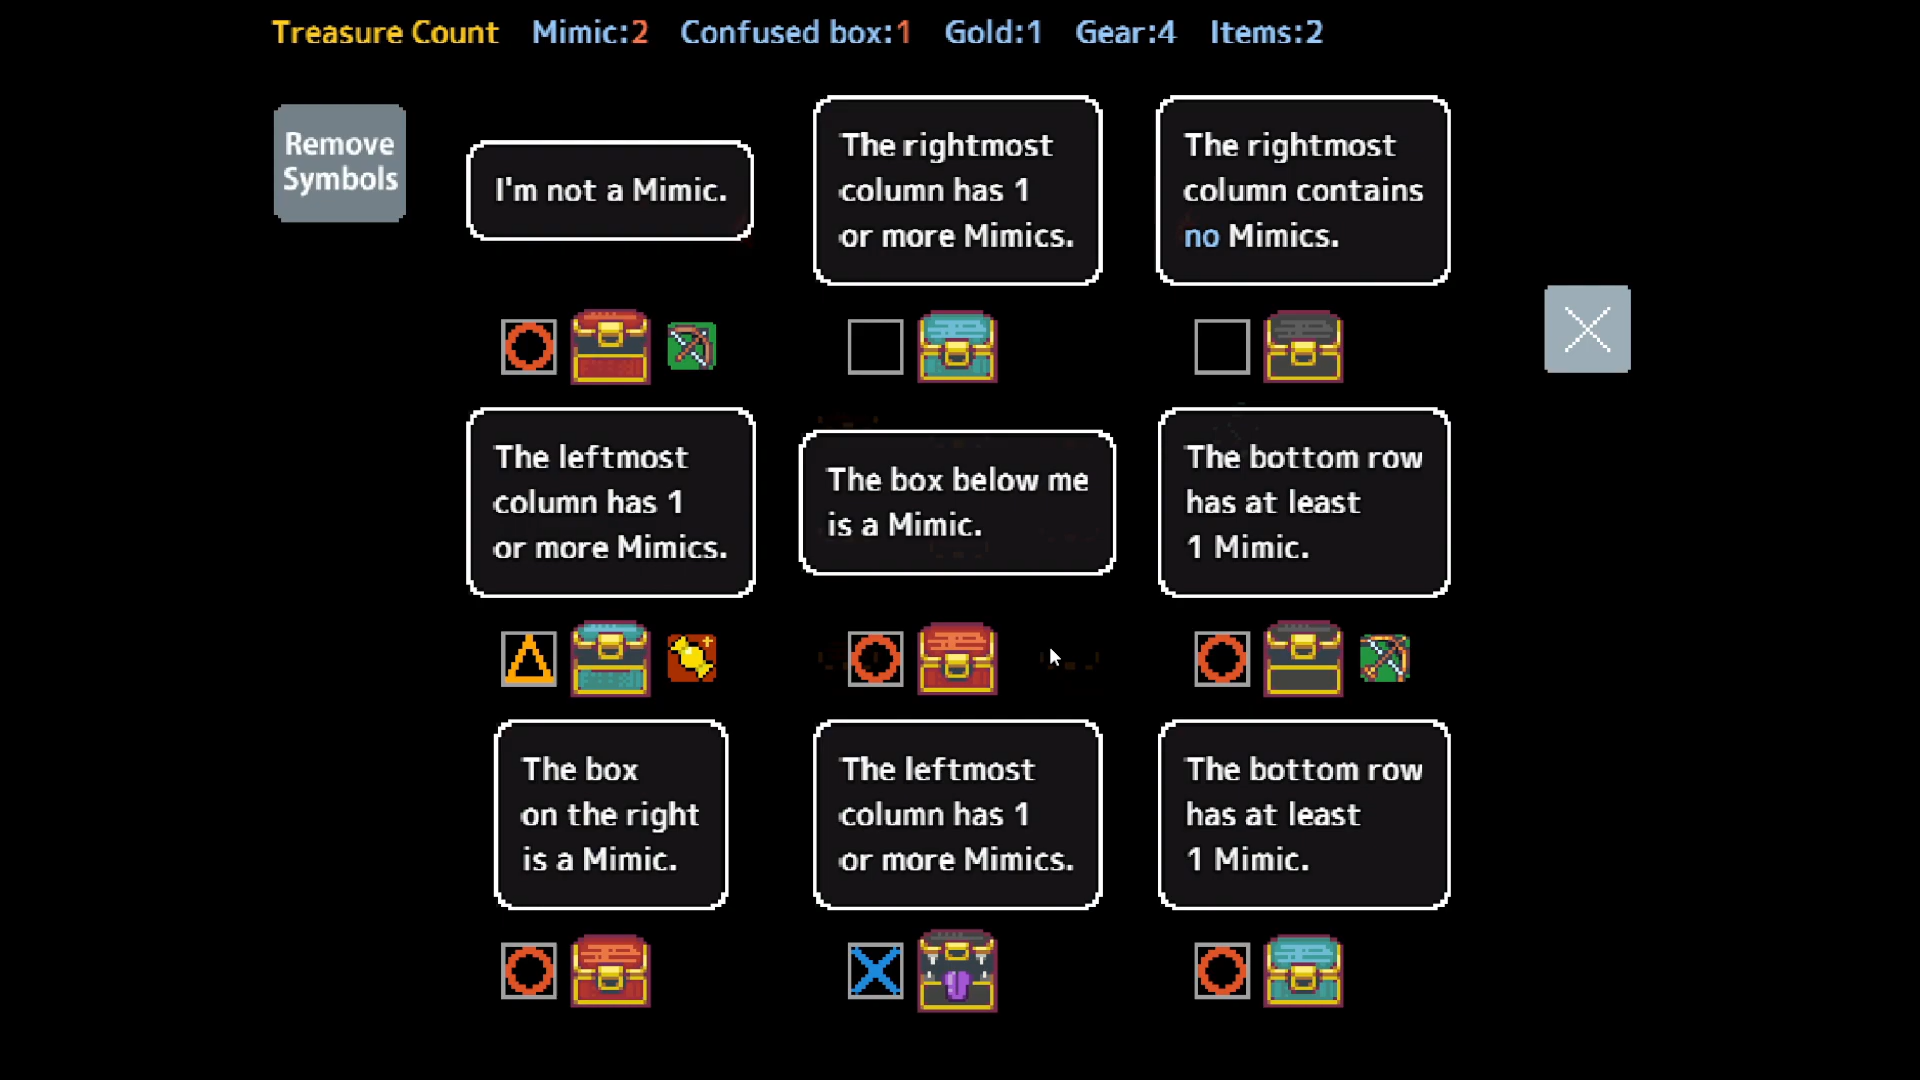 Treasure Count Mimic:2 Confused box:1 Gold:1 Gear:4 Items:2
Remove
Symbols
I'm not a Mimic.
The rightmost
column has 1
or more Mimics.
The rightmost
column contains
no Mimics.
The leftmost
column has 1
or more Mimics.
The box below me
is a Mimic.
The bottom row
has at least
1 Mimic.
The box
on the right
is a Mimic.
The leftmost
column has 1
or more Mimics.
The bottom row
has at least
1 Mimic.